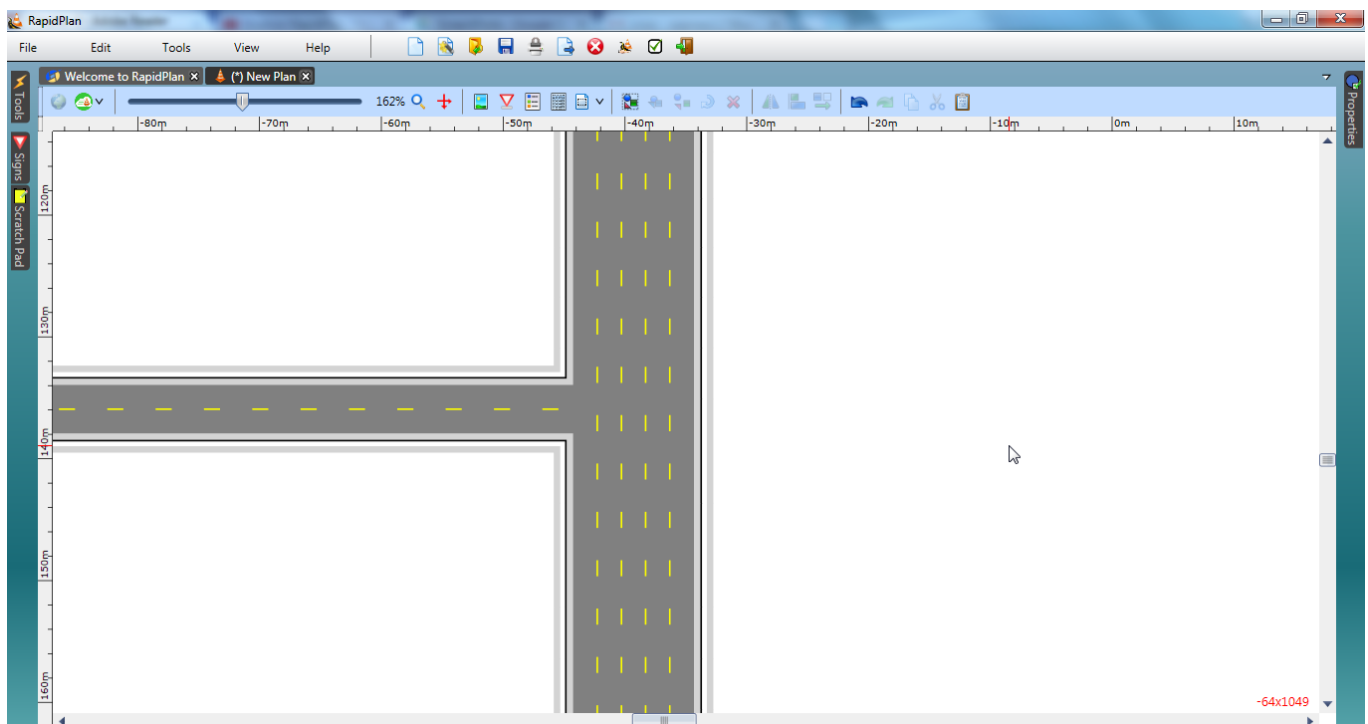 RapidPlan
File Edit Tools View Help
Welcome to RapidPlan (*) New Plan
162%
-80m -70m -60m -50m -40m -30m -20m -10m 0m 10m
Tools
Signs
Scratch Pad
Properties
120m
130m
140m
150m
160m
-64x1049